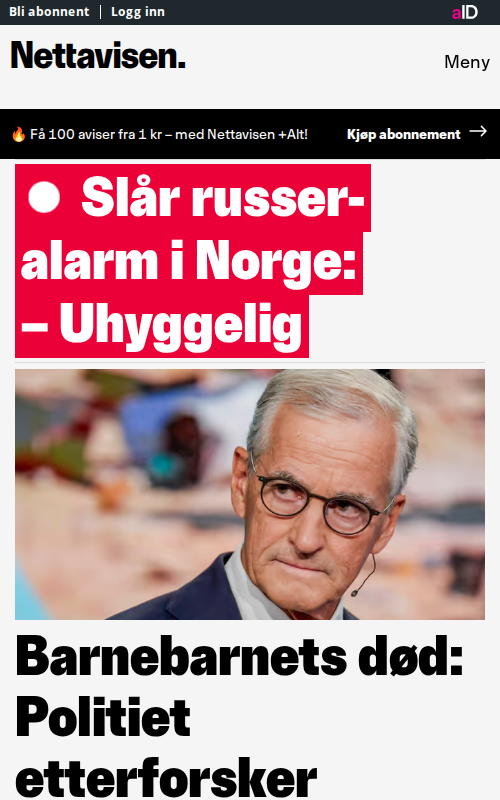 Bli abonnent | Logg inn
aID
Nettavisen.
Meny
🔥 Få 100 aviser fra 1 kr – med Nettavisen +Alt!
Kjøp abonnement →
Slår russer-
alarm i Norge:
– Uhyggelig
Barnebarnets død:
Politiet
etterforsker